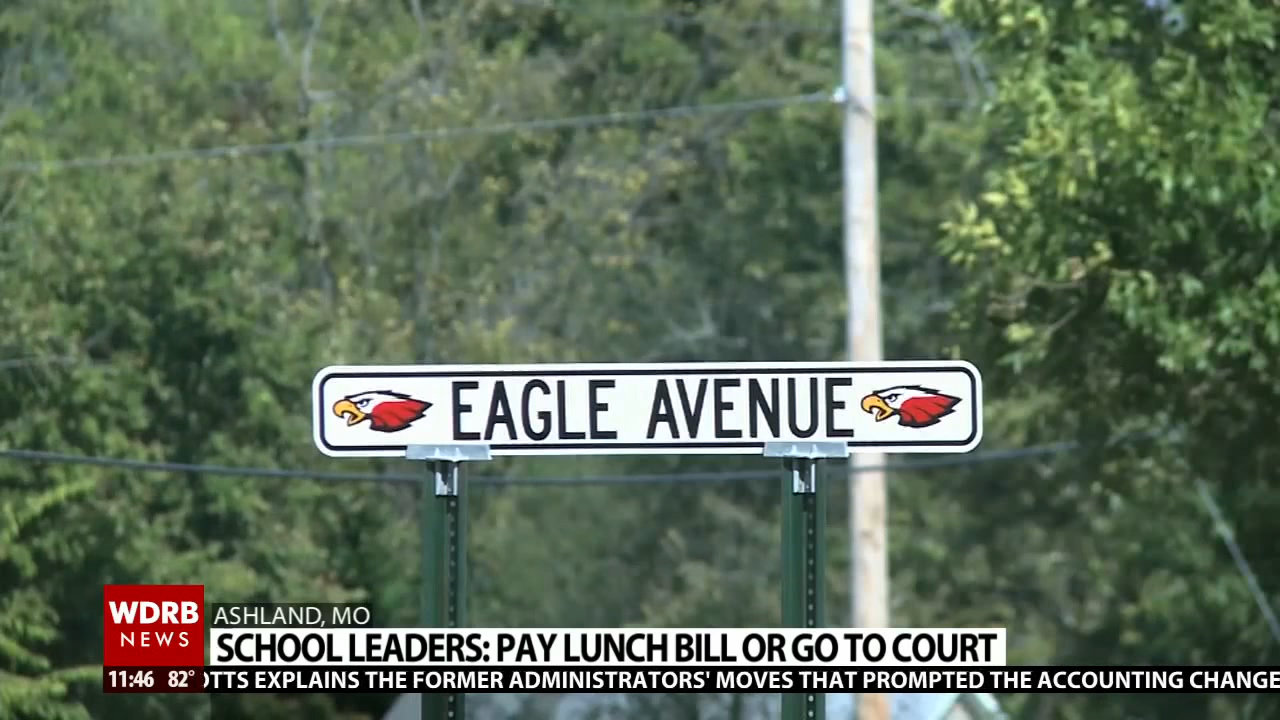 EAGLE AVENUE
WDRB
NEWS
ASHLAND, MO
SCHOOL LEADERS: PAY LUNCH BILL OR GO TO COURT
11:46 82°
EXPLAINS THE FORMER ADMINISTRATORS' MOVES THAT PROMPTED THE ACCOUNTING CHANGE